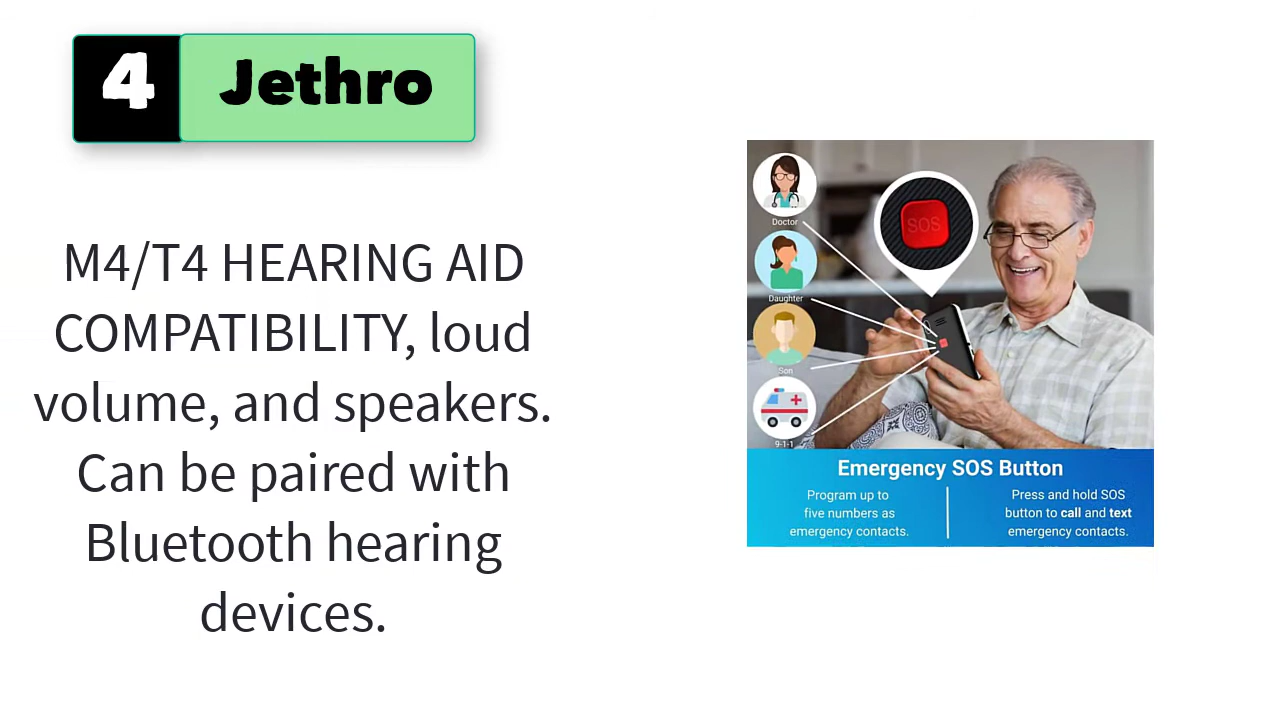 4 Jethro
M4/T4 HEARING AID
COMPATIBILITY, loud
volume, and speakers.
Can be paired with
Bluetooth hearing
devices.
Doctor
SOS
Daughter
Son
9-1-1
Emergency SOS Button
Program up to
five numbers as
emergency contacts.
Press and hold SOS
button to call and text
emergency contacts.